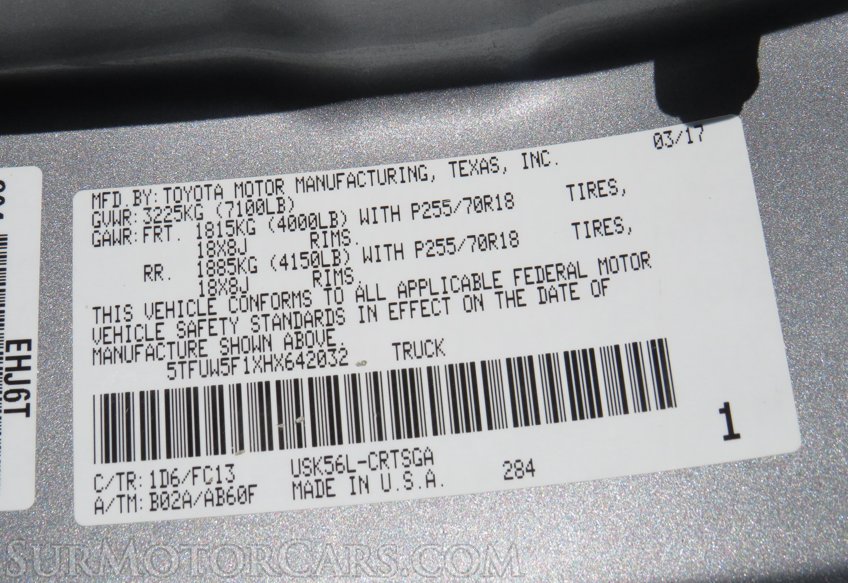 03/17
MFD.BY:TOYOTA MOTOR MANUFACTURING, TEXAS, INC.
GVWR:3225KG (7100LB)
GAWR:FRT. 1815KG (4000LB) WITH P255/70R18 TIRES,
18X8J RIMS.
RR. 1885KG (4150LB) WITH P255/70R18 TIRES,
18X8J RIMS.
THIS VEHICLE CONFORMS TO ALL APPLICABLE FEDERAL MOTOR
VEHICLE SAFETY STANDARDS IN EFFECT ON THE DATE OF
MANUFACTURE SHOWN ABOVE.
5TFUW5F1XHX642032 TRUCK
1
C/TR: 1D6/FC13 USK56L-CRTSGA
A/TM: B02A/AB60F MADE IN U.S.A. 284
EHJ6T
SurMotorCars.com